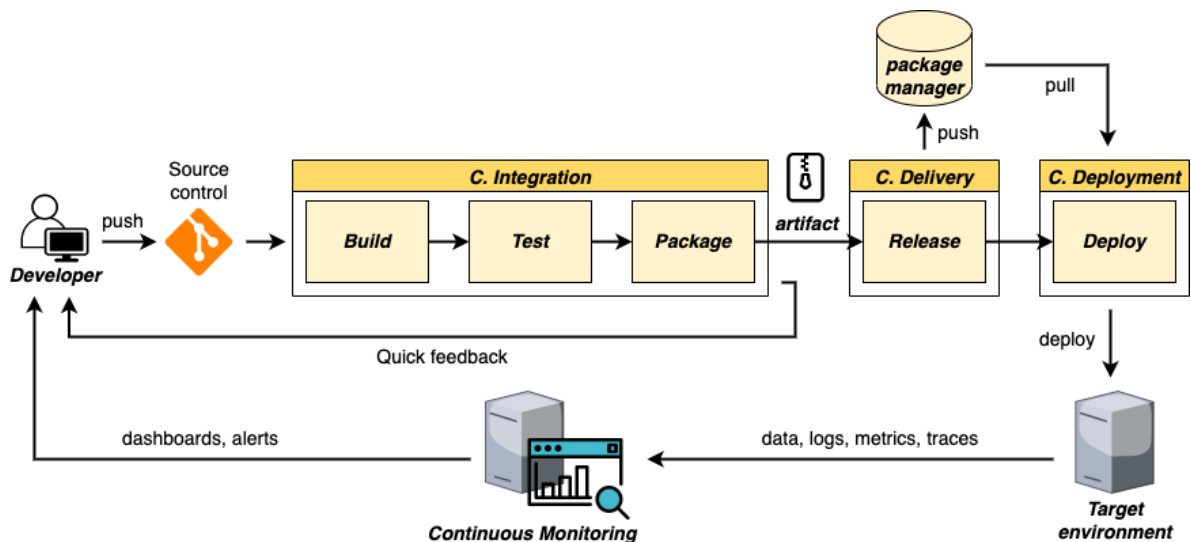 package
manager
pull
push
Source
control
C. Integration
C. Delivery
C. Deployment
push
Build
Test
Package
artifact
Release
Deploy
Developer
Quick feedback
deploy
dashboards, alerts
data, logs, metrics, traces
Continuous Monitoring
Target
environment